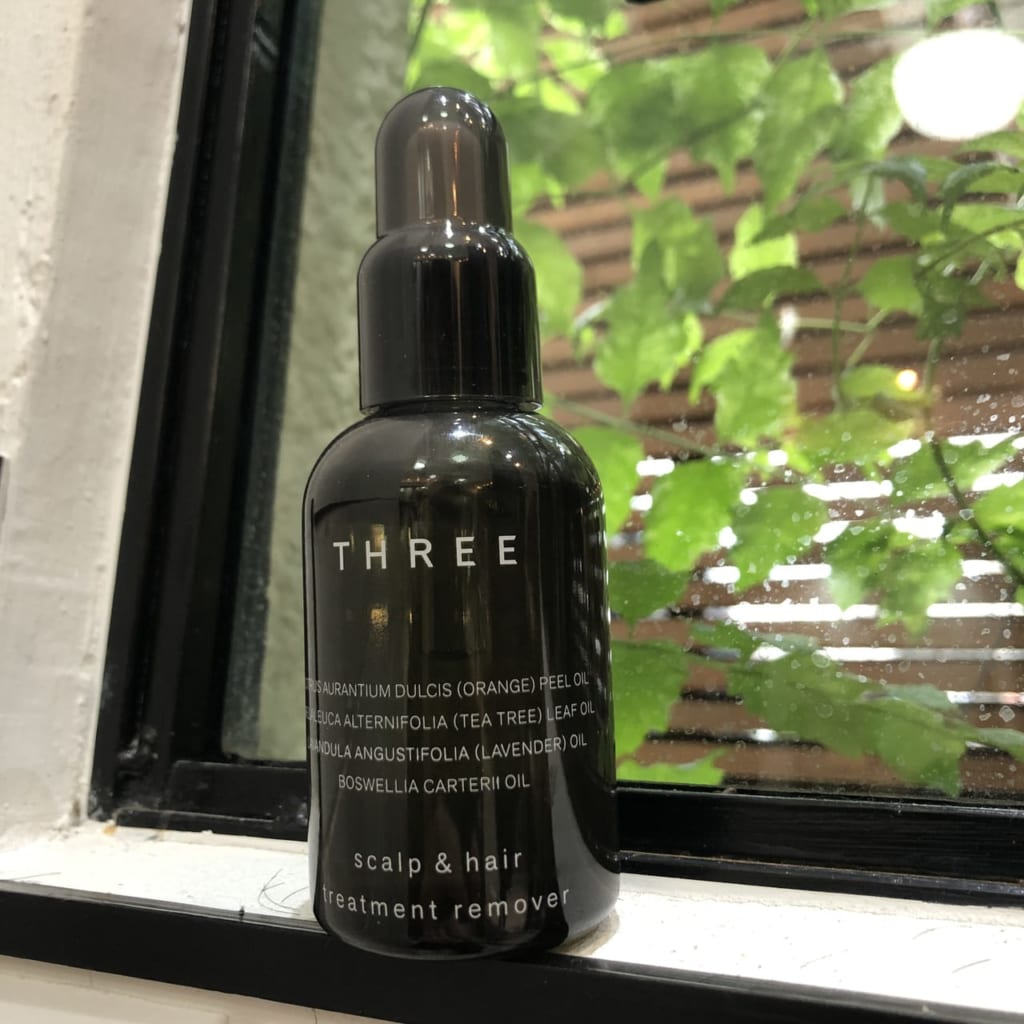 THREE
AURANTIUM DULCIS (ORANGE) PEEL OIL
ALTERNIFOLIA (TEA TREE) LEAF OIL
ANGUSTIFOLIA (LAVENDER) OIL
BOSWELLIA CARTERII OIL
scalp & hair
treatment remover